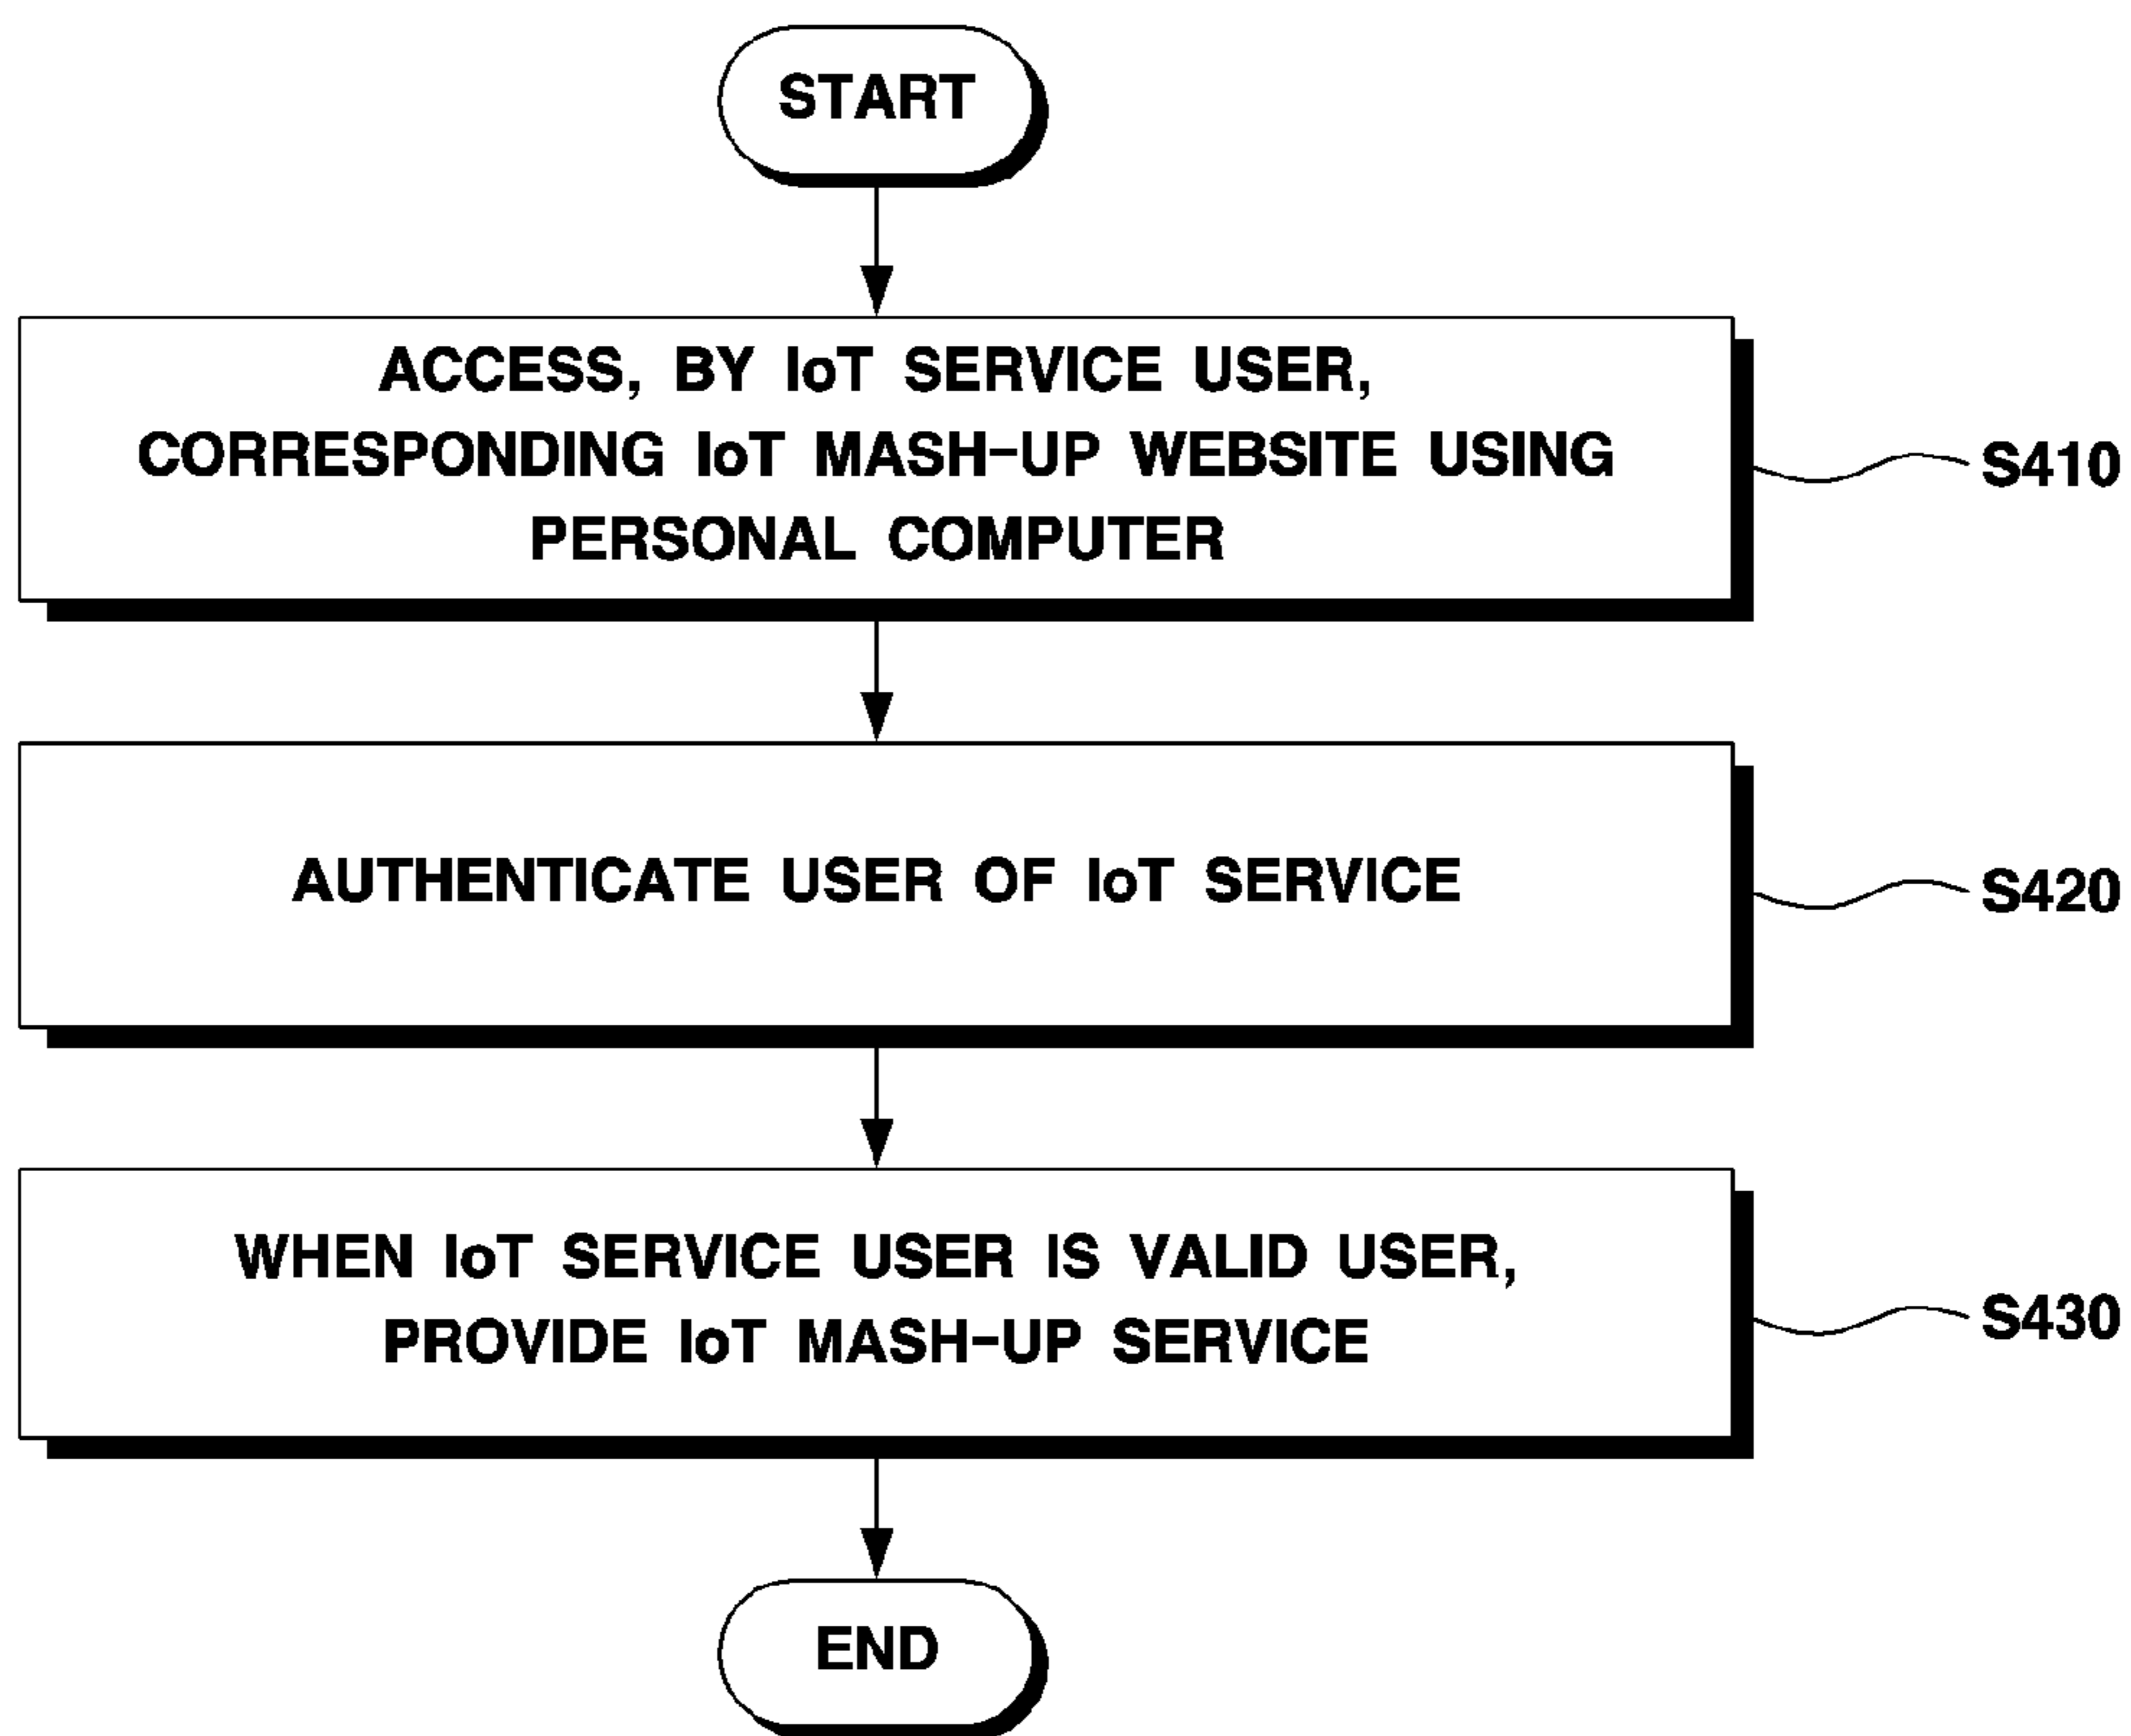 START
ACCESS, BY IoT SERVICE USER,
CORRESPONDING IoT MASH-UP WEBSITE USING
PERSONAL COMPUTER
S410
AUTHENTICATE USER OF IoT SERVICE
S420
WHEN IoT SERVICE USER IS VALID USER,
PROVIDE IoT MASH-UP SERVICE
S430
END